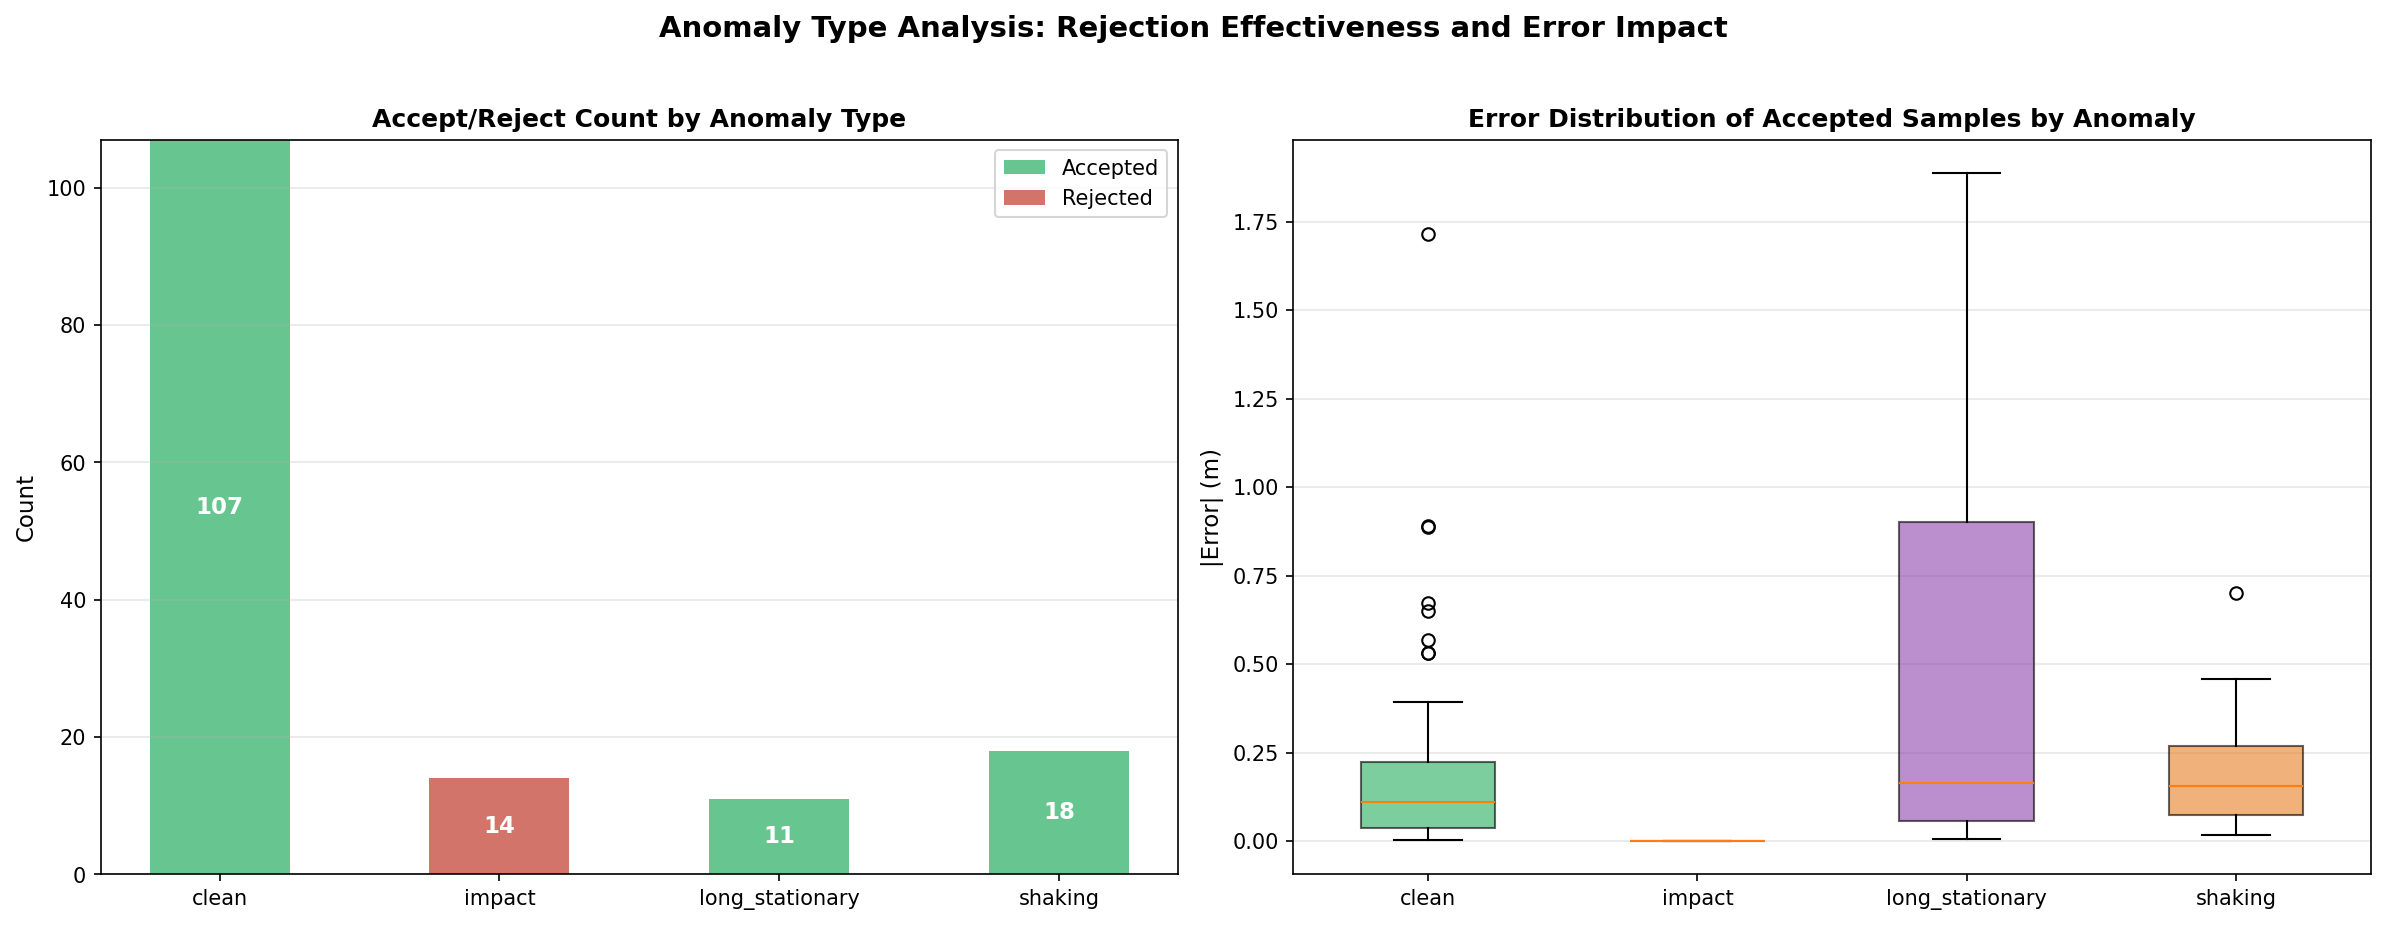 Anomaly Type Analysis: Rejection Effectiveness and Error Impact
Accept/Reject Count by Anomaly Type
Count
100
80
60
40
20
0
Accepted
Rejected
107
14
11
18
clean
impact
long_stationary
shaking
Error Distribution of Accepted Samples by Anomaly
|Error| (m)
1.75
1.50
1.25
1.00
0.75
0.50
0.25
0.00
clean
impact
long_stationary
shaking